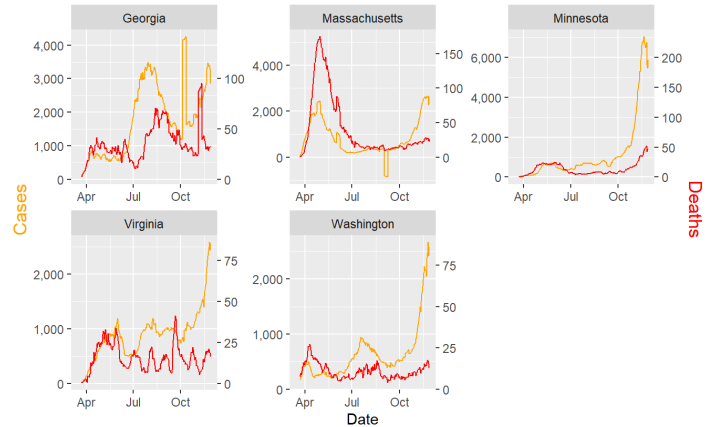 Georgia
Massachusetts
Minnesota
4,000
3,000
2,000
1,000
0
100
50
0
4,000
2,000
0
150
100
50
0
6,000
4,000
2,000
0
200
150
100
50
0
Apr Jul Oct
Apr Jul Oct
Apr Jul Oct
Cases
Deaths
Virginia
Washington
2,000
1,000
0
75
50
25
0
2,000
1,000
0
75
50
25
0
Apr Jul Oct
Apr Jul Oct
Date